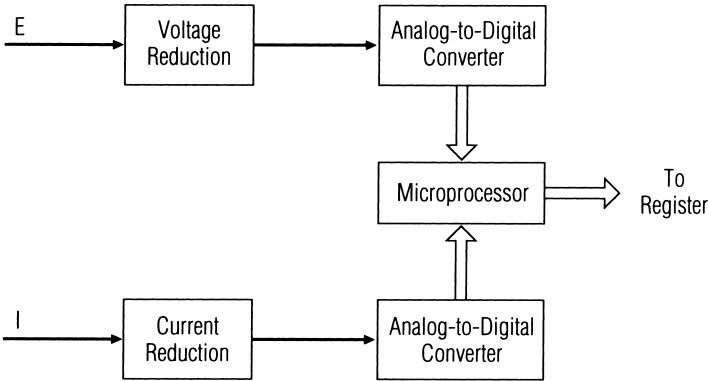 E
Voltage
Reduction
Analog-to-Digital
Converter
Microprocessor
To
Register
I
Current
Reduction
Analog-to-Digital
Converter